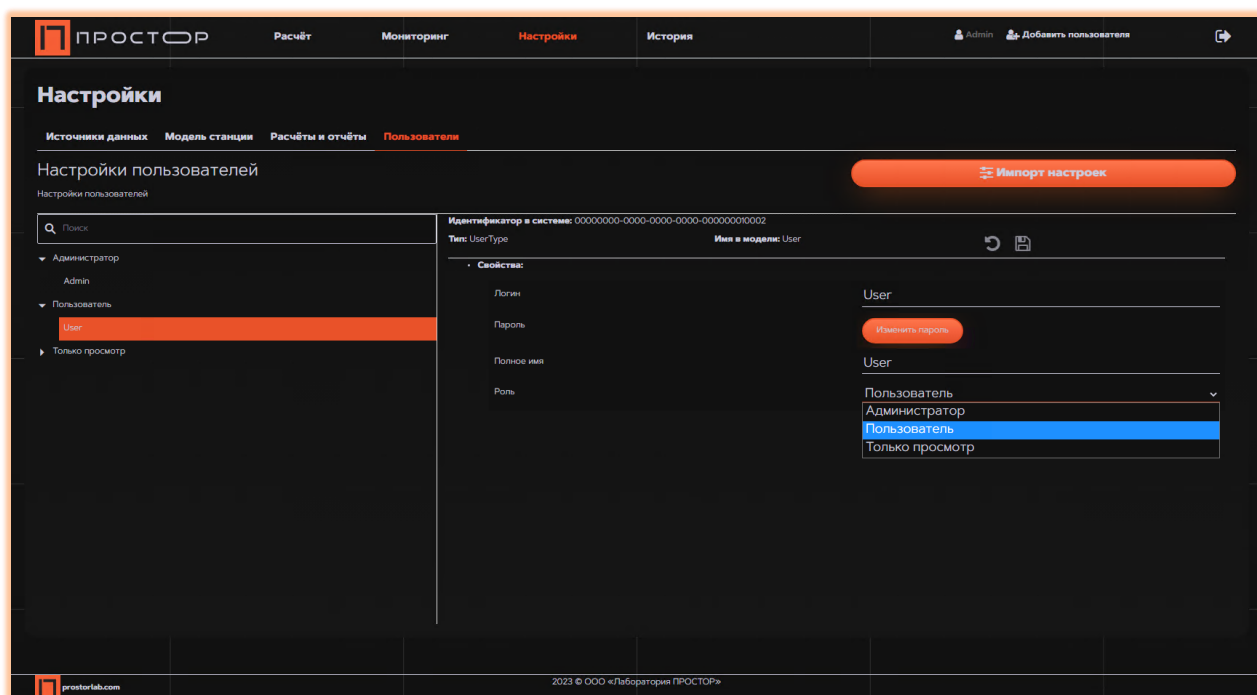 ПРОСТОР
Расчёт Мониторинг Настройки История Admin Добавить пользователя
Настройки
Источники данных Модель станции Расчёты и отчёты Пользователи
Настройки пользователей
Импорт настроек
Настройки пользователей
Поиск
Администратор
Admin
Пользователь
User
Только просмотр
Идентификатор в системе: 00000000-0000-0000-0000-000000010002
Тип: UserType Имя в модели: User
• Свойства:
Логин User
Пароль Изменить пароль
Полное имя User
Роль Пользователь
Администратор
Пользователь
Только просмотр
prostorlab.com
2023 © ООО «Лаборатория ПРОСТОР»